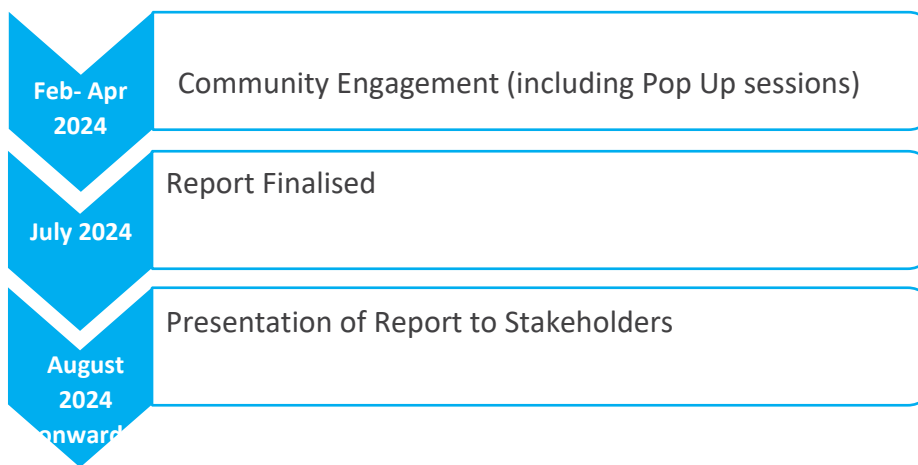 Feb- Apr
2024
Community Engagement (including Pop Up sessions)
July 2024
Report Finalised
August
2024
onward
Presentation of Report to Stakeholders